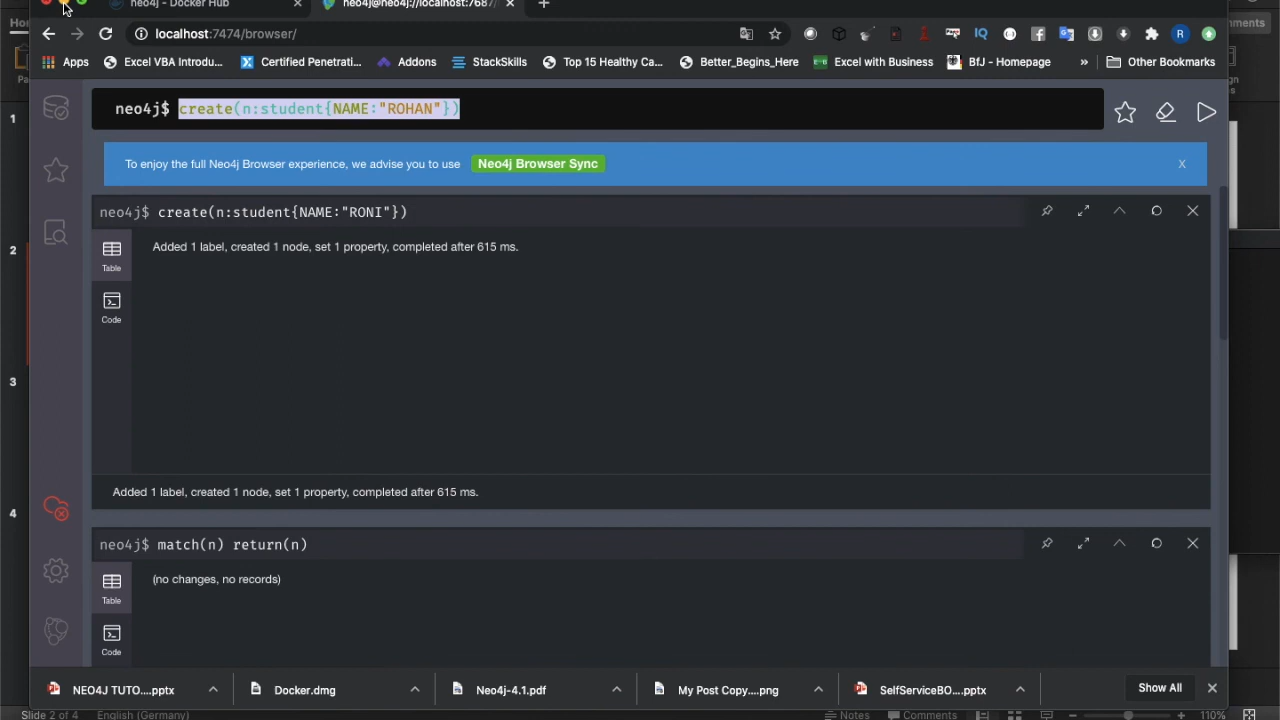 neo4j - Docker Hub
neo4j@neo4j://localhost:7687/
localhost:7474/browser/
Apps
Excel VBA Introdu...
Certified Penetrati...
Addons
StackSkills
Top 15 Healthy Ca...
Better_Begins_Here
Excel with Business
BfJ - Homepage
»
Other Bookmarks
neo4j$ create(n:student{NAME:"ROHAN"})
To enjoy the full Neo4j Browser experience, we advise you to use Neo4j Browser Sync
X
neo4j$ create(n:student{NAME:"RONI"})
Table
Added 1 label, created 1 node, set 1 property, completed after 615 ms.
Code
Added 1 label, created 1 node, set 1 property, completed after 615 ms.
neo4j$ match(n) return(n)
Table
(no changes, no records)
Code
NEO4J TUTO....pptx
Docker.dmg
Neo4j-4.1.pdf
My Post Copy....png
SelfServiceBO....pptx
Show All
1
2
3
4
Slide 2 of 4
English (Germany)
Notes
Comments
110%